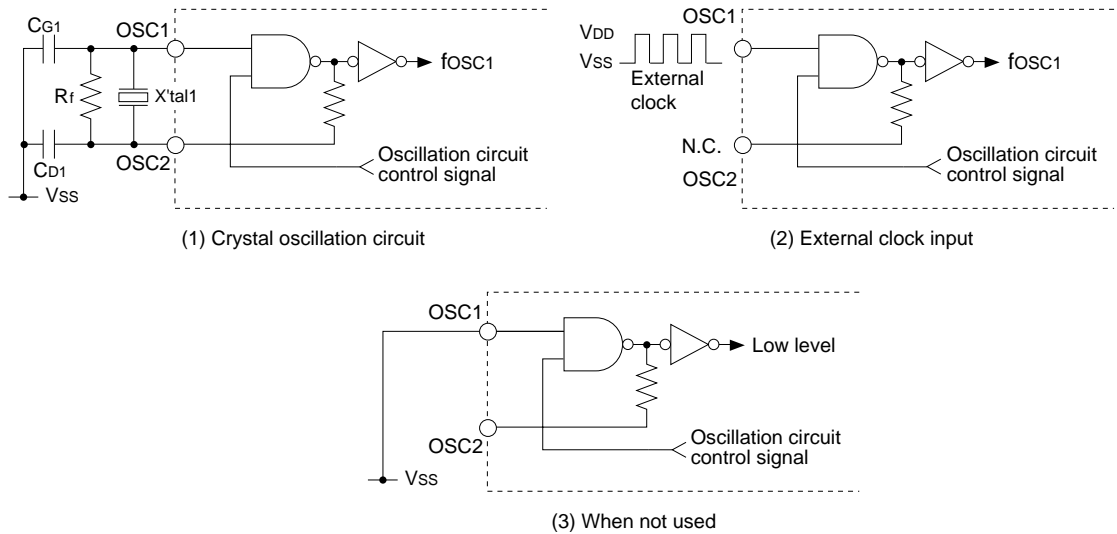 CG1
OSC1
fOSC1
Rf
X'tal1
OSC2
CD1
VSS
Oscillation circuit
control signal
(1) Crystal oscillation circuit
OSC1
VDD
VSS
External
clock
fOSC1
N.C.
OSC2
Oscillation circuit
control signal
(2) External clock input
OSC1
Low level
OSC2
Oscillation circuit
control signal
VSS
(3) When not used